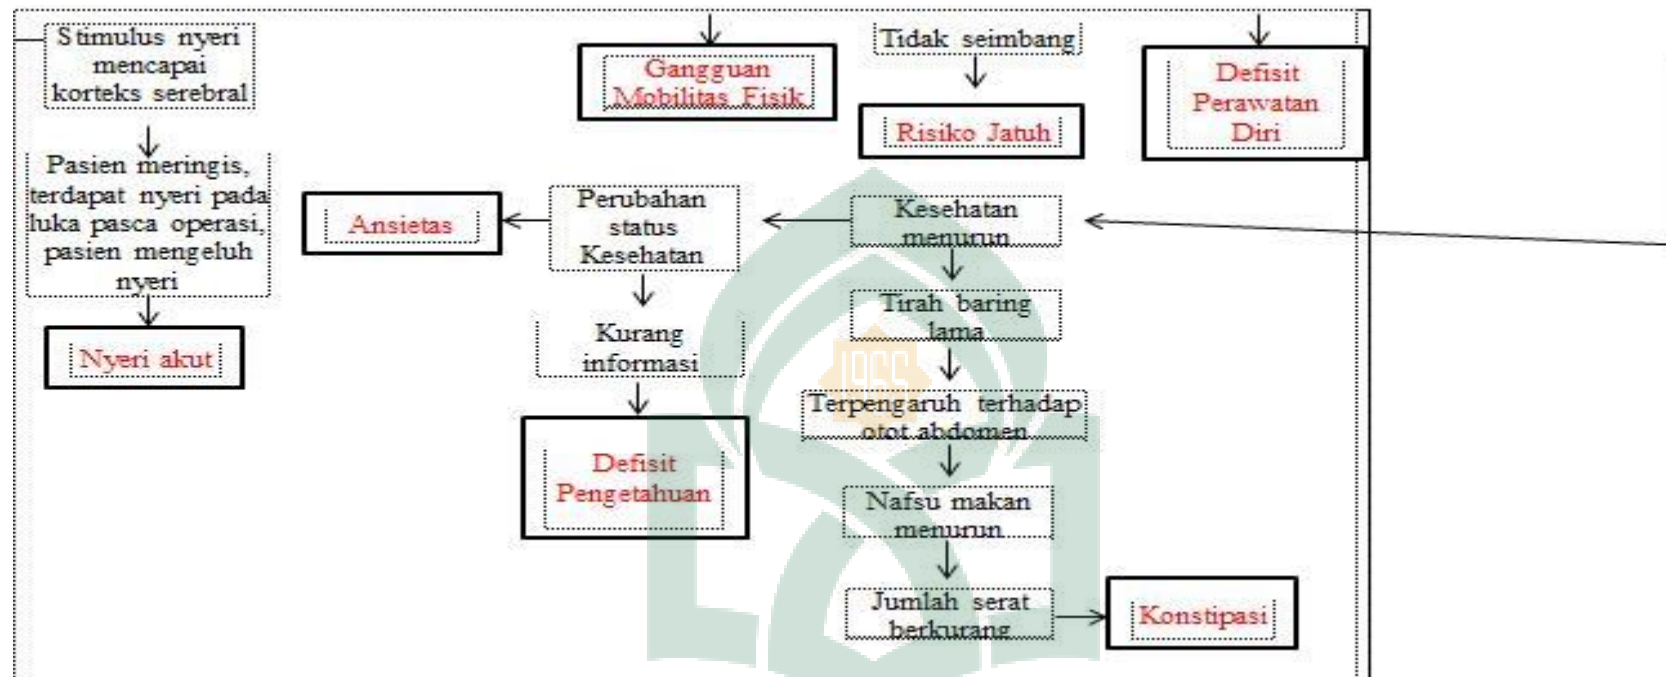 Stimulus nyeri
mencapai
korteks serebral
Gangguan
Mobilitas Fisik
Tidak seimbang
Risiko Jatuh
Defisit
Perawatan
Diri
Pasien meringis,
terdapat nyeri pada
luka pasca operasi,
pasien mengeluh
nyeri
Nyeri akut
Ansietas
Perubahan
status
Kesehatan
Kesehatan
menurun
Kurang
informasi
Defisit
Pengetahuan
Tirah baring
lama
Terpengaruh terhadap
otot abdomen
Nafsu makan
menurun
Jumlah serat
berkurang
Konstipasi
1965